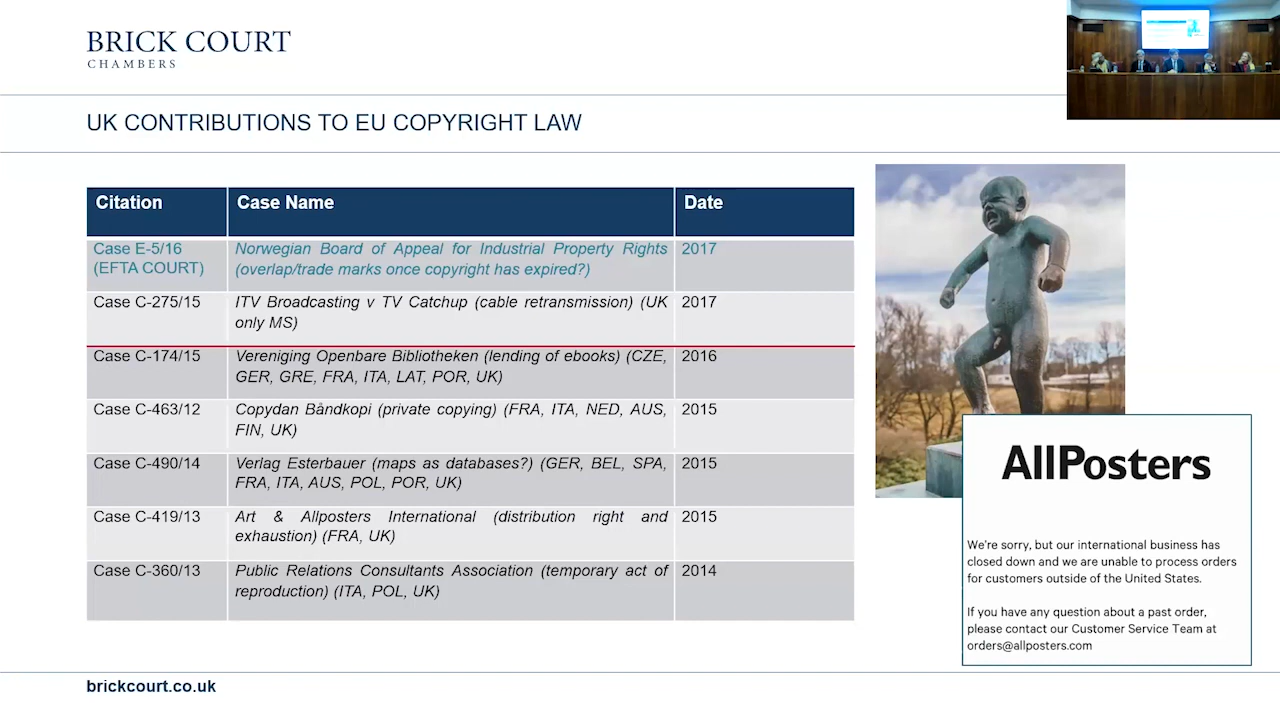 BRICK COURT
CHAMBERS
UK CONTRIBUTIONS TO EU COPYRIGHT LAW
Citation Case Name Date
Case E-5/16 Norwegian Board of Appeal for Industrial Property Rights 2017
(EFTA COURT) (overlap/trade marks once copyright has expired?)
Case C-275/15 ITV Broadcasting v TV Catchup (cable retransmission) (UK 2017
only MS)
Case C-174/15 Vereniging Openbare Bibliotheken (lending of ebooks) (CZE, 2016
GER, GRE, FRA, ITA, LAT, POR, UK)
Case C-463/12 Copydan Båndkopi (private copying) (FRA, ITA, NED, AUS, 2015
FIN, UK)
Case C-490/14 Verlag Esterbauer (maps as databases?) (GER, BEL, SPA, 2015
FRA, ITA, AUS, POL, POR, UK)
Case C-419/13 Art & Allposters International (distribution right and 2015
exhaustion) (FRA, UK)
Case C-360/13 Public Relations Consultants Association (temporary act of 2014
reproduction) (ITA, POL, UK)
AllPosters
We're sorry, but our international business has
closed down and we are unable to process orders
for customers outside of the United States.
If you have any question about a past order,
please contact our Customer Service Team at
orders@allposters.com
brickcourt.co.uk